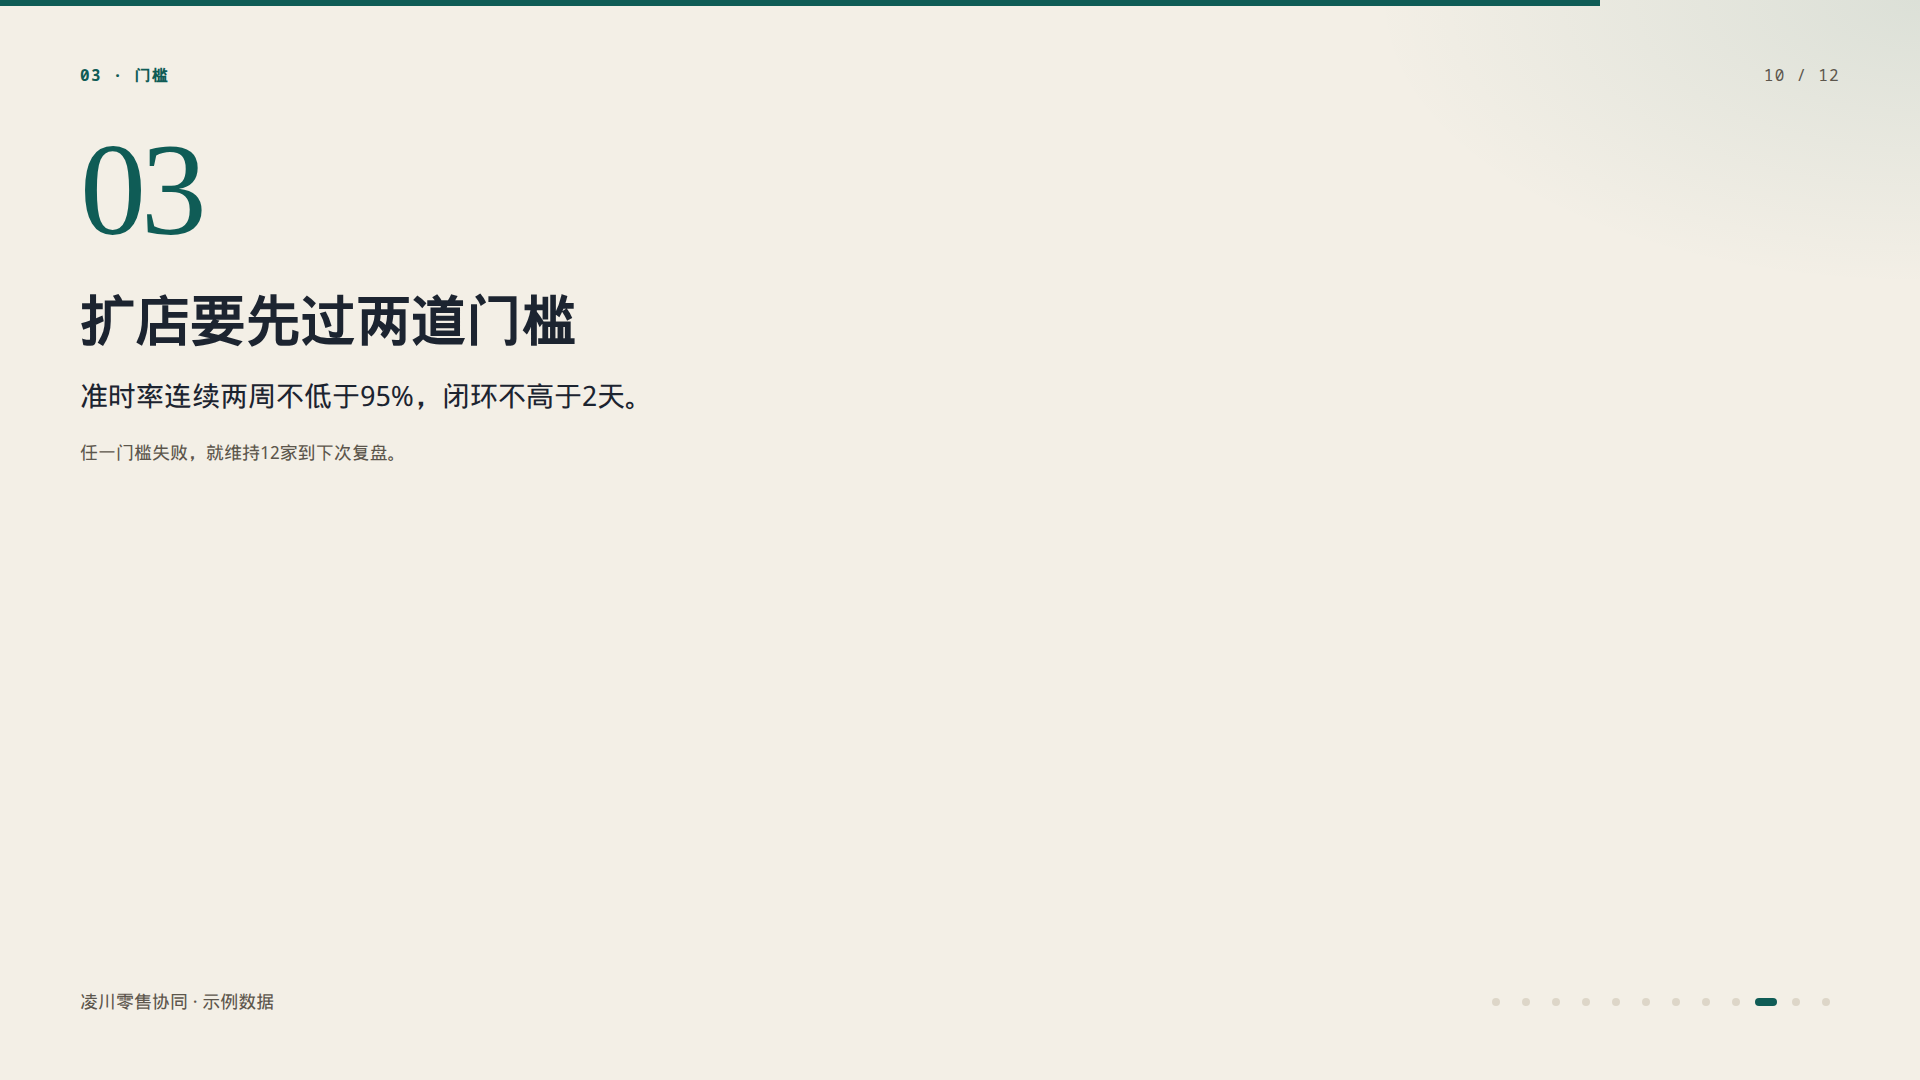 03 · 门槛
10 / 12
03
扩店要先过两道门槛
准时率连续两周不低于95%，闭环不高于2天。
任一门槛失败，就维持12家到下次复盘。
凌川零售协同 · 示例数据